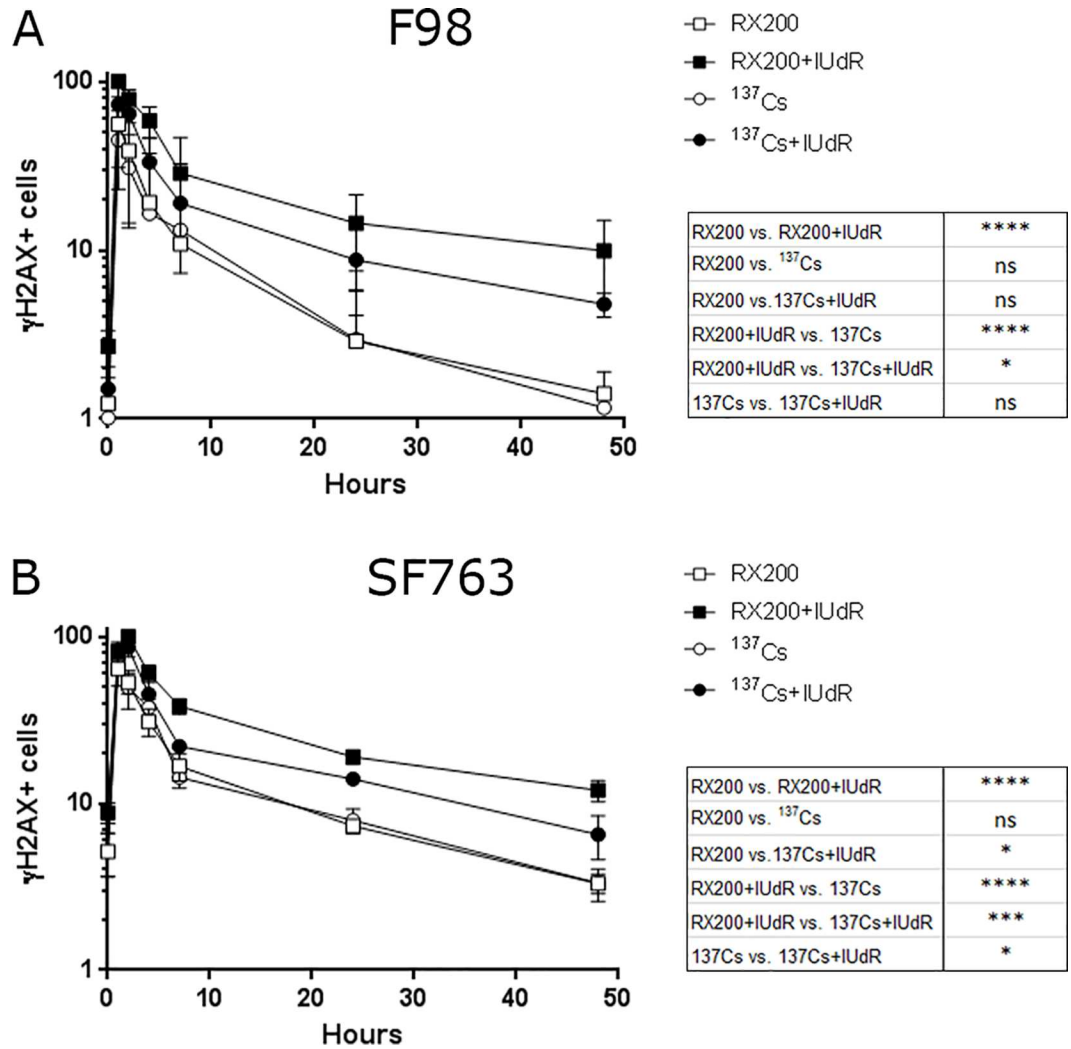 A
F98
RX200
RX200+IUdR
¹³⁷Cs
¹³⁷Cs+IUdR
γH2AX+ cells
100
10
1
0 10 20 30 40 50
Hours
RX200 vs. RX200+IUdR ****
RX200 vs. ¹³⁷Cs ns
RX200 vs.137Cs+IUdR ns
RX200+IUdR vs. 137Cs ****
RX200+IUdR vs. 137Cs+IUdR *
137Cs vs. 137Cs+IUdR ns
B
SF763
RX200
RX200+IUdR
¹³⁷Cs
¹³⁷Cs+IUdR
γH2AX+ cells
100
10
1
0 10 20 30 40 50
Hours
RX200 vs. RX200+IUdR ****
RX200 vs. ¹³⁷Cs ns
RX200 vs.137Cs+IUdR *
RX200+IUdR vs. 137Cs ****
RX200+IUdR vs. 137Cs+IUdR ***
137Cs vs. 137Cs+IUdR *